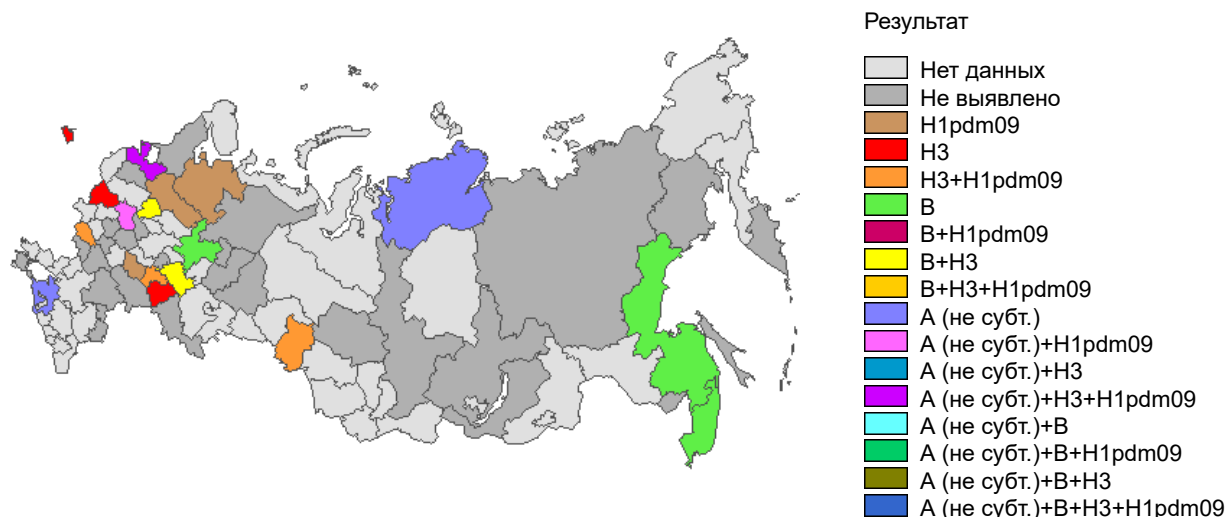 Результат
Нет данных
Не выявлено
H1pdm09
H3
H3+H1pdm09
B
B+H1pdm09
B+H3
B+H3+H1pdm09
А (не субт.)
А (не субт.)+H1pdm09
А (не субт.)+H3
А (не субт.)+H3+H1pdm09
А (не субт.)+B
А (не субт.)+B+H1pdm09
А (не субт.)+B+H3
А (не субт.)+B+H3+H1pdm09